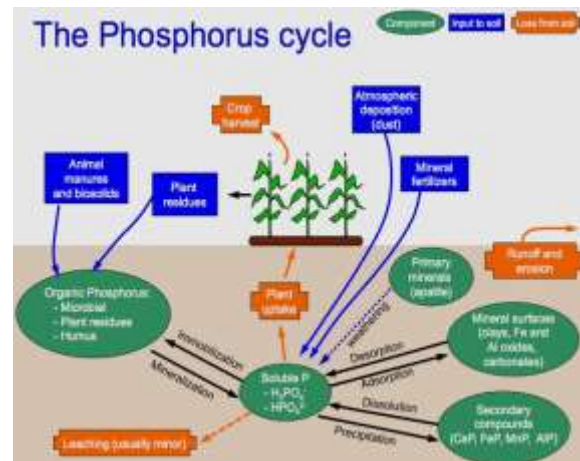 The Phosphorus cycle
Component
Input to soil
Loss from soil
Crop
harvest
Atmospheric
deposition
(dust)
Animal
manures
and biosolids
Plant
residues
Mineral
fertilizers
Runoff and
erosion
Primary
minerals
(apatite)
Organic Phosphorus:
- Microbial
- Plant residues
- Humus
Plant
uptake
weathering
Mineral surfaces
(clays, Fe and
Al oxides,
carbonates)
Immobilization
Mineralization
Desorption
Adsorption
Soluble P
- H₂PO₄⁻
- HPO₄²⁻
Dissolution
Precipitation
Secondary
compounds
(CaP, FeP, MnP, AlP)
Leaching (usually minor)